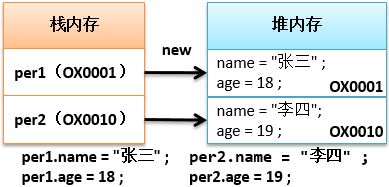 栈内存
堆内存
new
name = "张三" ;
age = 18 ;
OX0001
per1（OX0001）
name = "李四";
age = 19 ;
OX0010
per2（OX0010）
per1.name = "张三" ;
per2.name = "李四" ;
per1.age = 18 ;
per2.age = 19 ;